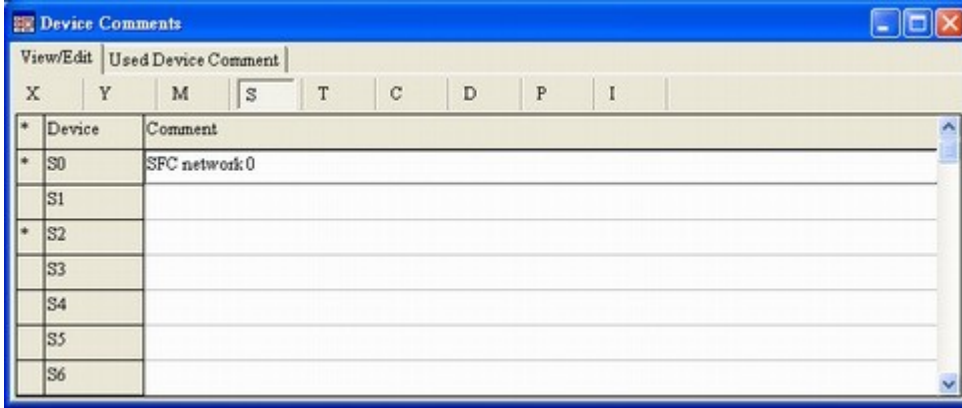 Device Comments
View/Edit Used Device Comment
X Y M S T C D P I
* Device Comment
* S0 SFC network 0
S1
* S2
S3
S4
S5
S6